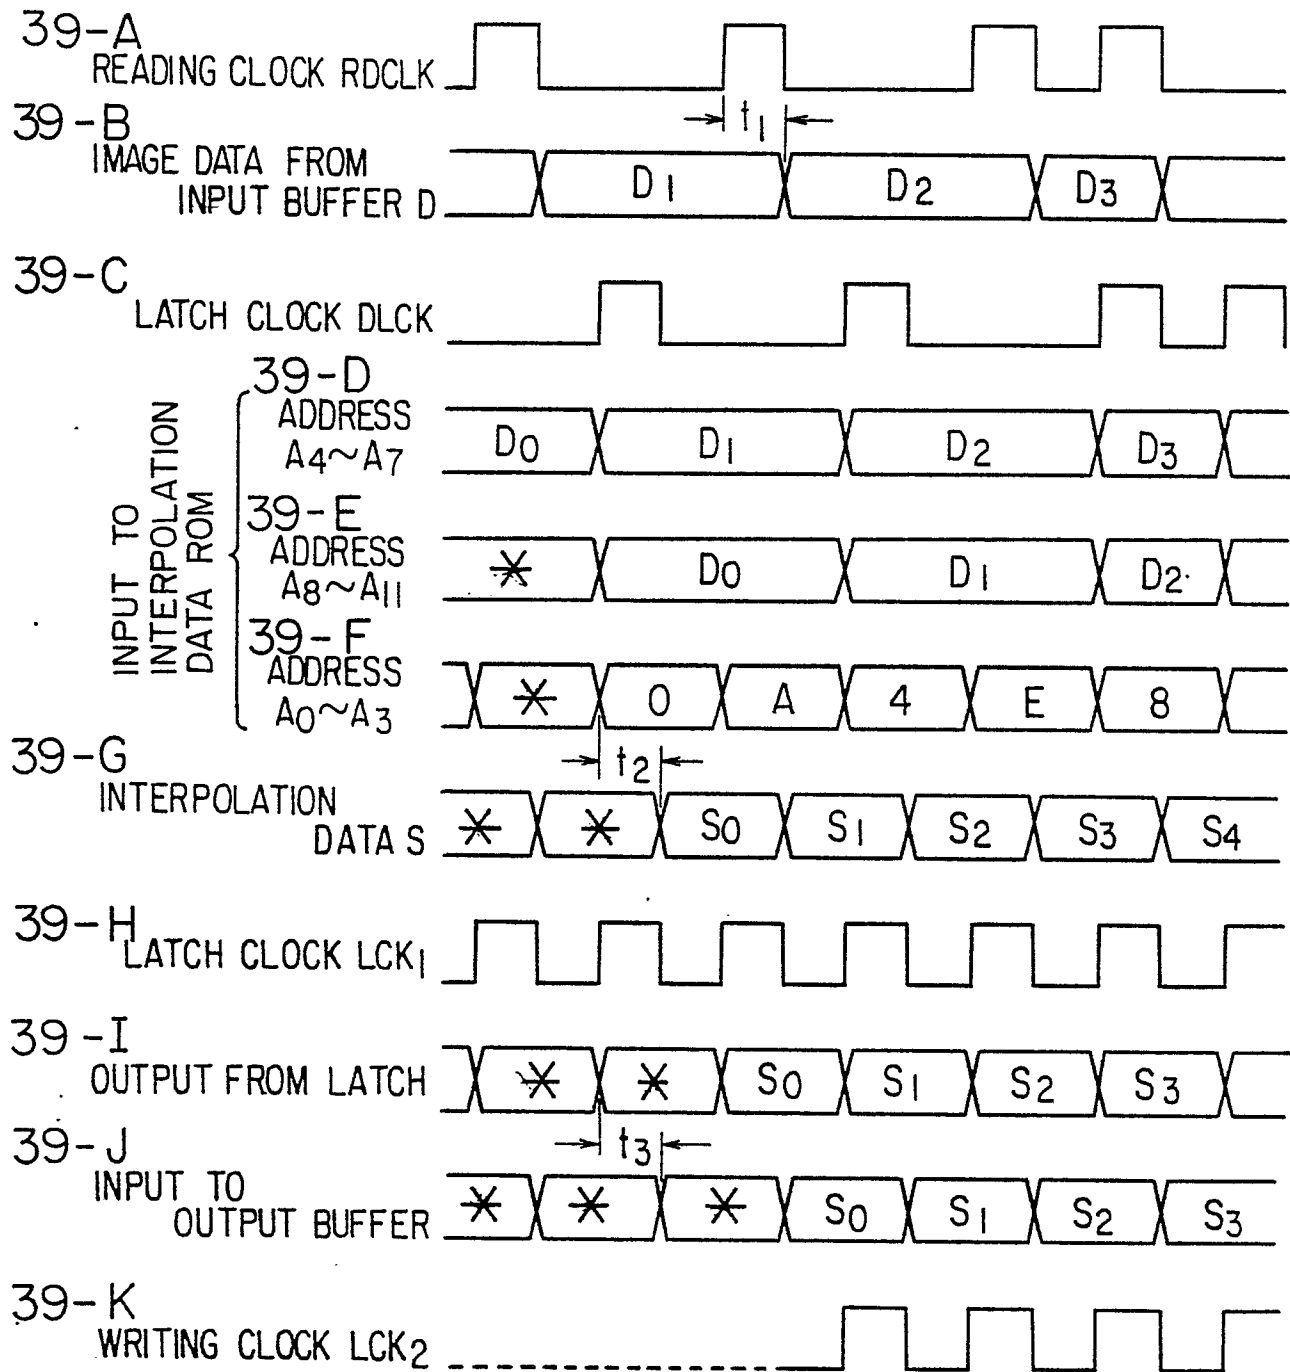 39-A
READING CLOCK RDCLK
t1
39-B
IMAGE DATA FROM
INPUT BUFFER D
D1 D2 D3
39-C
LATCH CLOCK DLCK
INPUT TO
INTERPOLATION
DATA ROM
39-D
ADDRESS
A4~A7
D0 D1 D2 D3
39-E
ADDRESS
A8~A11
* D0 D1 D2
39-F
ADDRESS
A0~A3
* 0 A 4 E 8
39-G
t2
INTERPOLATION
DATA S
* * S0 S1 S2 S3 S4
39-H
LATCH CLOCK LCK1
39-I
OUTPUT FROM LATCH
* * S0 S1 S2 S3
39-J
t3
INPUT TO
OUTPUT BUFFER
* * * S0 S1 S2 S3
39-K
WRITING CLOCK LCK2